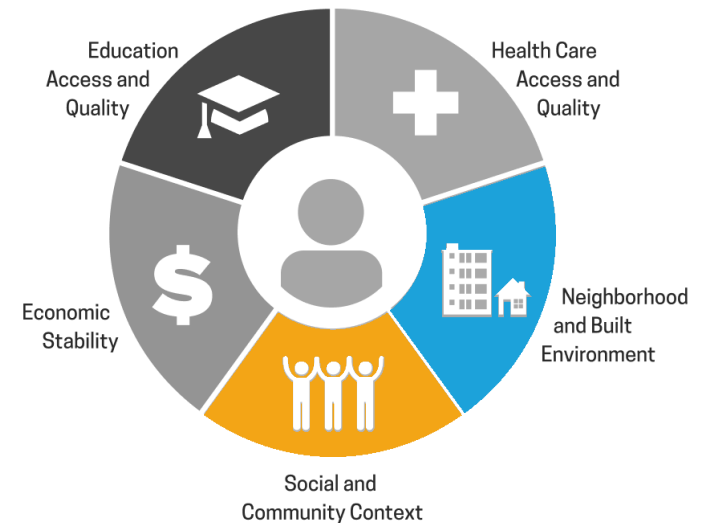 Education
Access and
Quality
Health Care
Access and
Quality
Economic
Stability
Neighborhood
and Built
Environment
Social and
Community Context